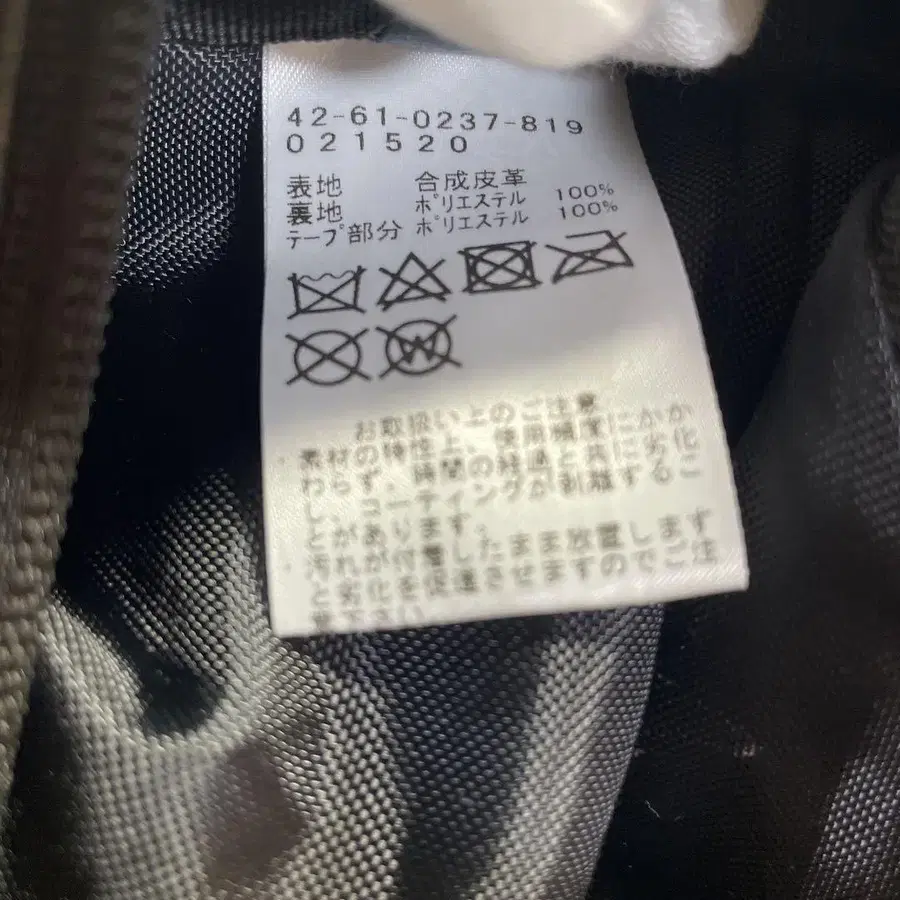 42-61-0237-819
021520
表地 合成皮革
裏地 ポリエステル 100%
テープ部分 ポリエステル 100%
お取扱い上のご注意
素材の特性上、使用頻度にかか
わらず、時間の経過と共に劣化
し、コーティングが剥離するこ
とがあります。
汚れが付着したまま放置します
と劣化を促進させますのでご注
意下さい。